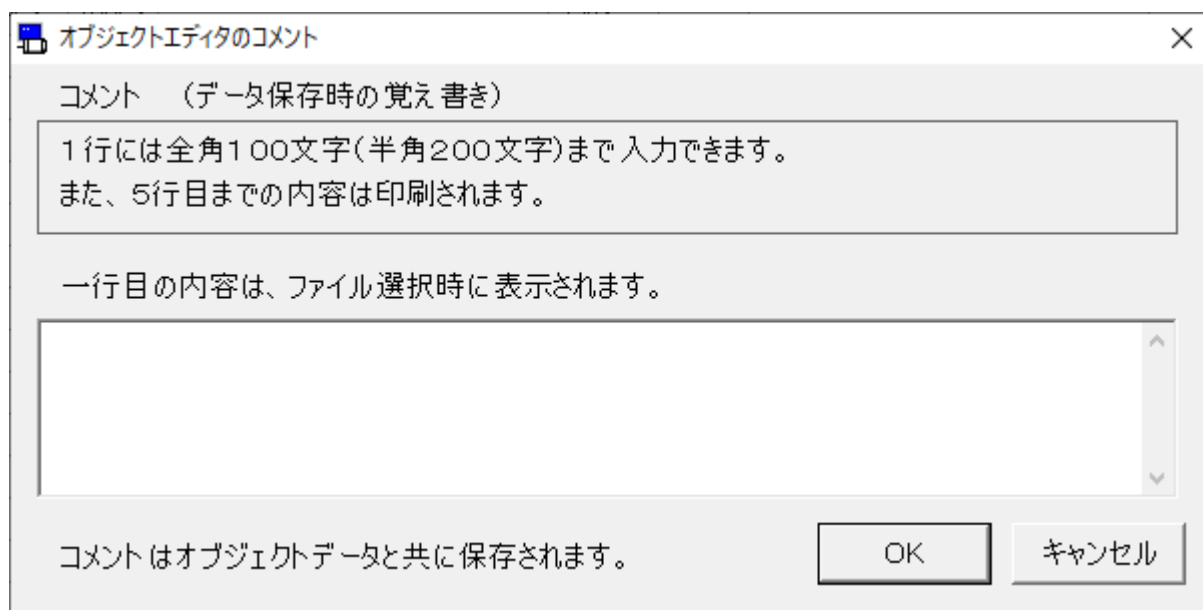 オブジェクトエディタのコメント
コメント　（データ保存時の覚え書き）
１行には全角１００文字（半角２００文字）まで入力できます。
また、５行目までの内容は印刷されます。
一行目の内容は、ファイル選択時に表示されます。
コメントはオブジェクトデータと共に保存されます。
OK
キャンセル